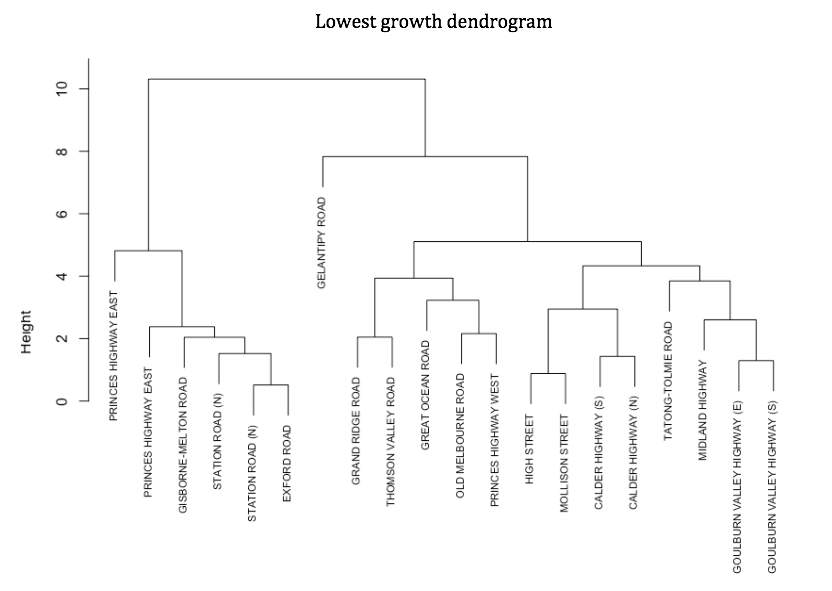 Lowest growth dendrogram
Height
10
8
6
4
2
0
PRINCES HIGHWAY EAST
PRINCES HIGHWAY EAST
GISBORNE-MELTON ROAD
STATION ROAD (N)
STATION ROAD (N)
EXFORD ROAD
GELANTIPY ROAD
GRAND RIDGE ROAD
THOMSON VALLEY ROAD
GREAT OCEAN ROAD
OLD MELBOURNE ROAD
PRINCES HIGHWAY WEST
HIGH STREET
MOLLISON STREET
CALDER HIGHWAY (S)
CALDER HIGHWAY (N)
TATONG-TOLMIE ROAD
MIDLAND HIGHWAY
GOULBURN VALLEY HIGHWAY (E)
GOULBURN VALLEY HIGHWAY (S)